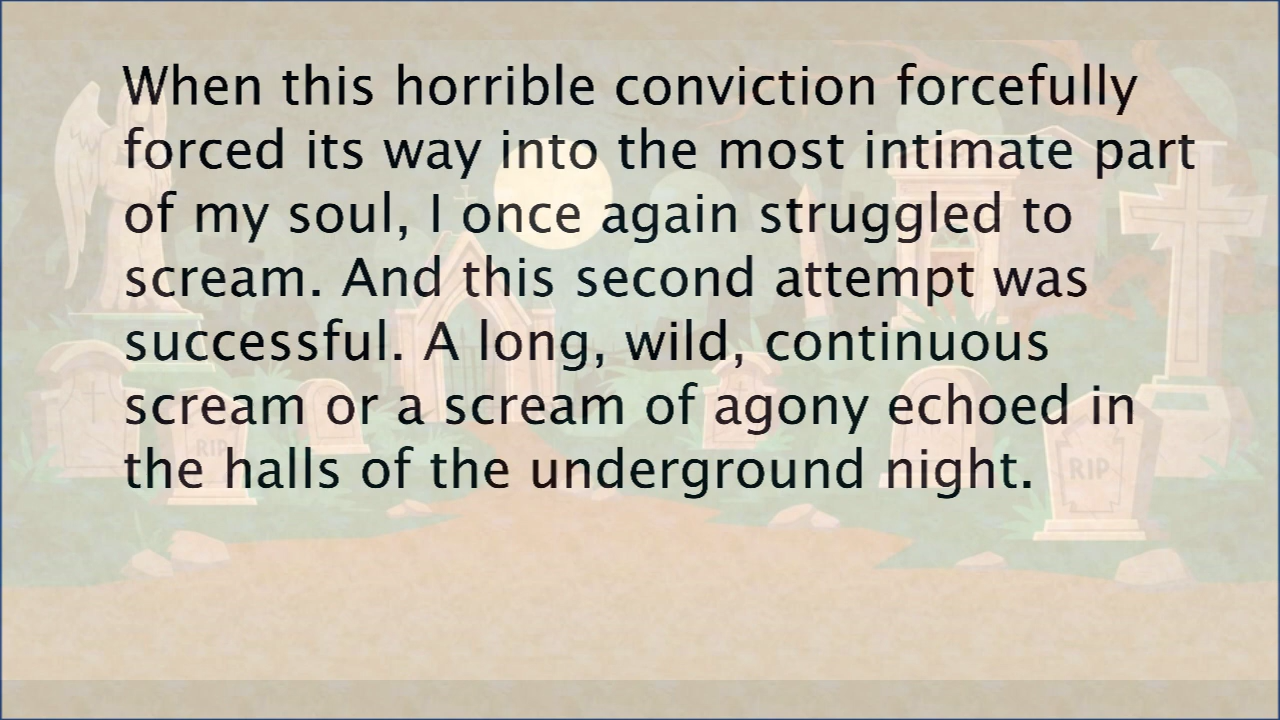 When this horrible conviction forcefully
forced its way into the most intimate part
of my soul, I once again struggled to
scream. And this second attempt was
successful. A long, wild, continuous
scream or a scream of agony echoed in
the halls of the underground night.
RIP
RIP